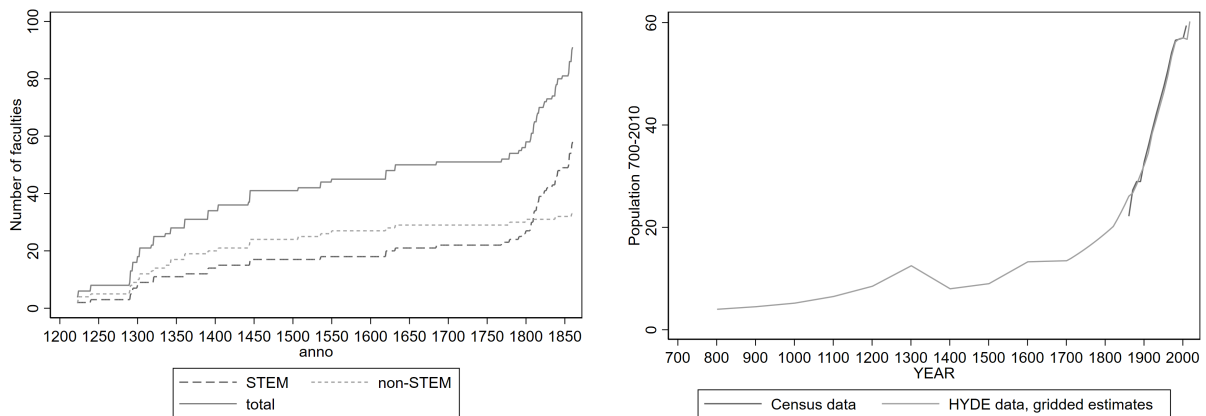 Number of faculties
100
80
60
40
20
0
1200 1250 1300 1350 1400 1450 1500 1550 1600 1650 1700 1750 1800 1850
anno
STEM non-STEM
total
Population 700-2010
60
40
20
0
700 800 900 1000 1100 1200 1300 1400 1500 1600 1700 1800 1900 2000
YEAR
Census data HYDE data, gridded estimates